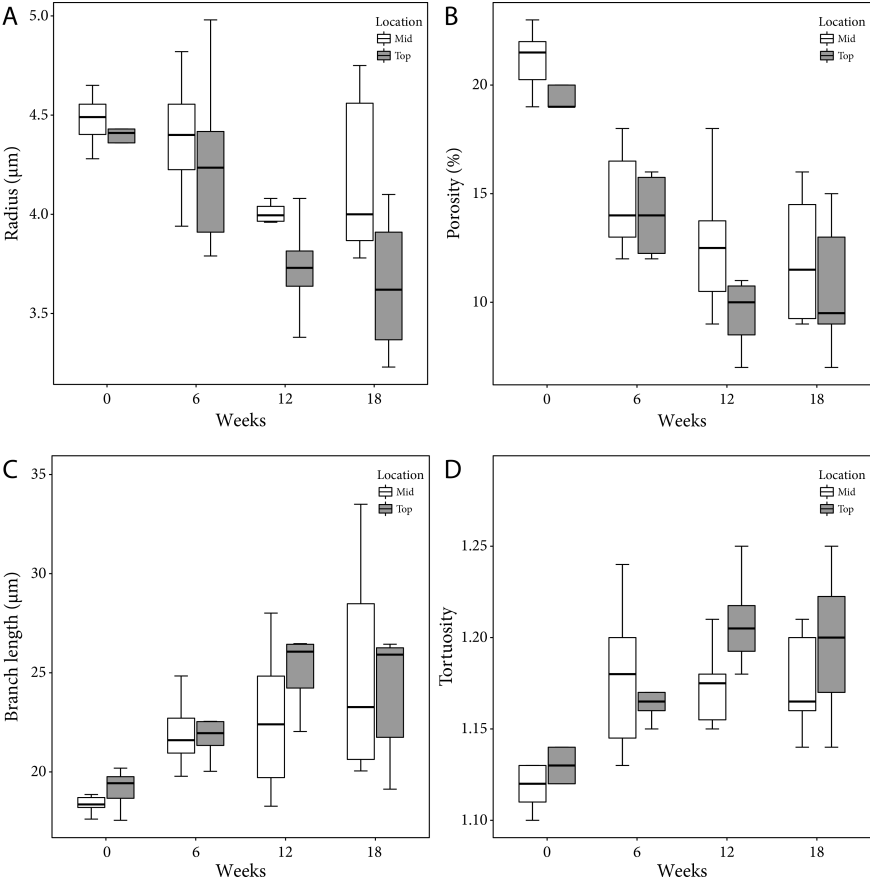 A
Location
Mid
Top
5.0
4.5
4.0
3.5
Radius (μm)
0 6 12 18
Weeks
B
Location
Mid
Top
20
15
10
Porosity (%)
0 6 12 18
Weeks
C
Location
Mid
Top
35
30
25
20
Branch length (μm)
0 6 12 18
Weeks
D
Location
Mid
Top
1.25
1.20
1.15
1.10
Tortuosity
0 6 12 18
Weeks